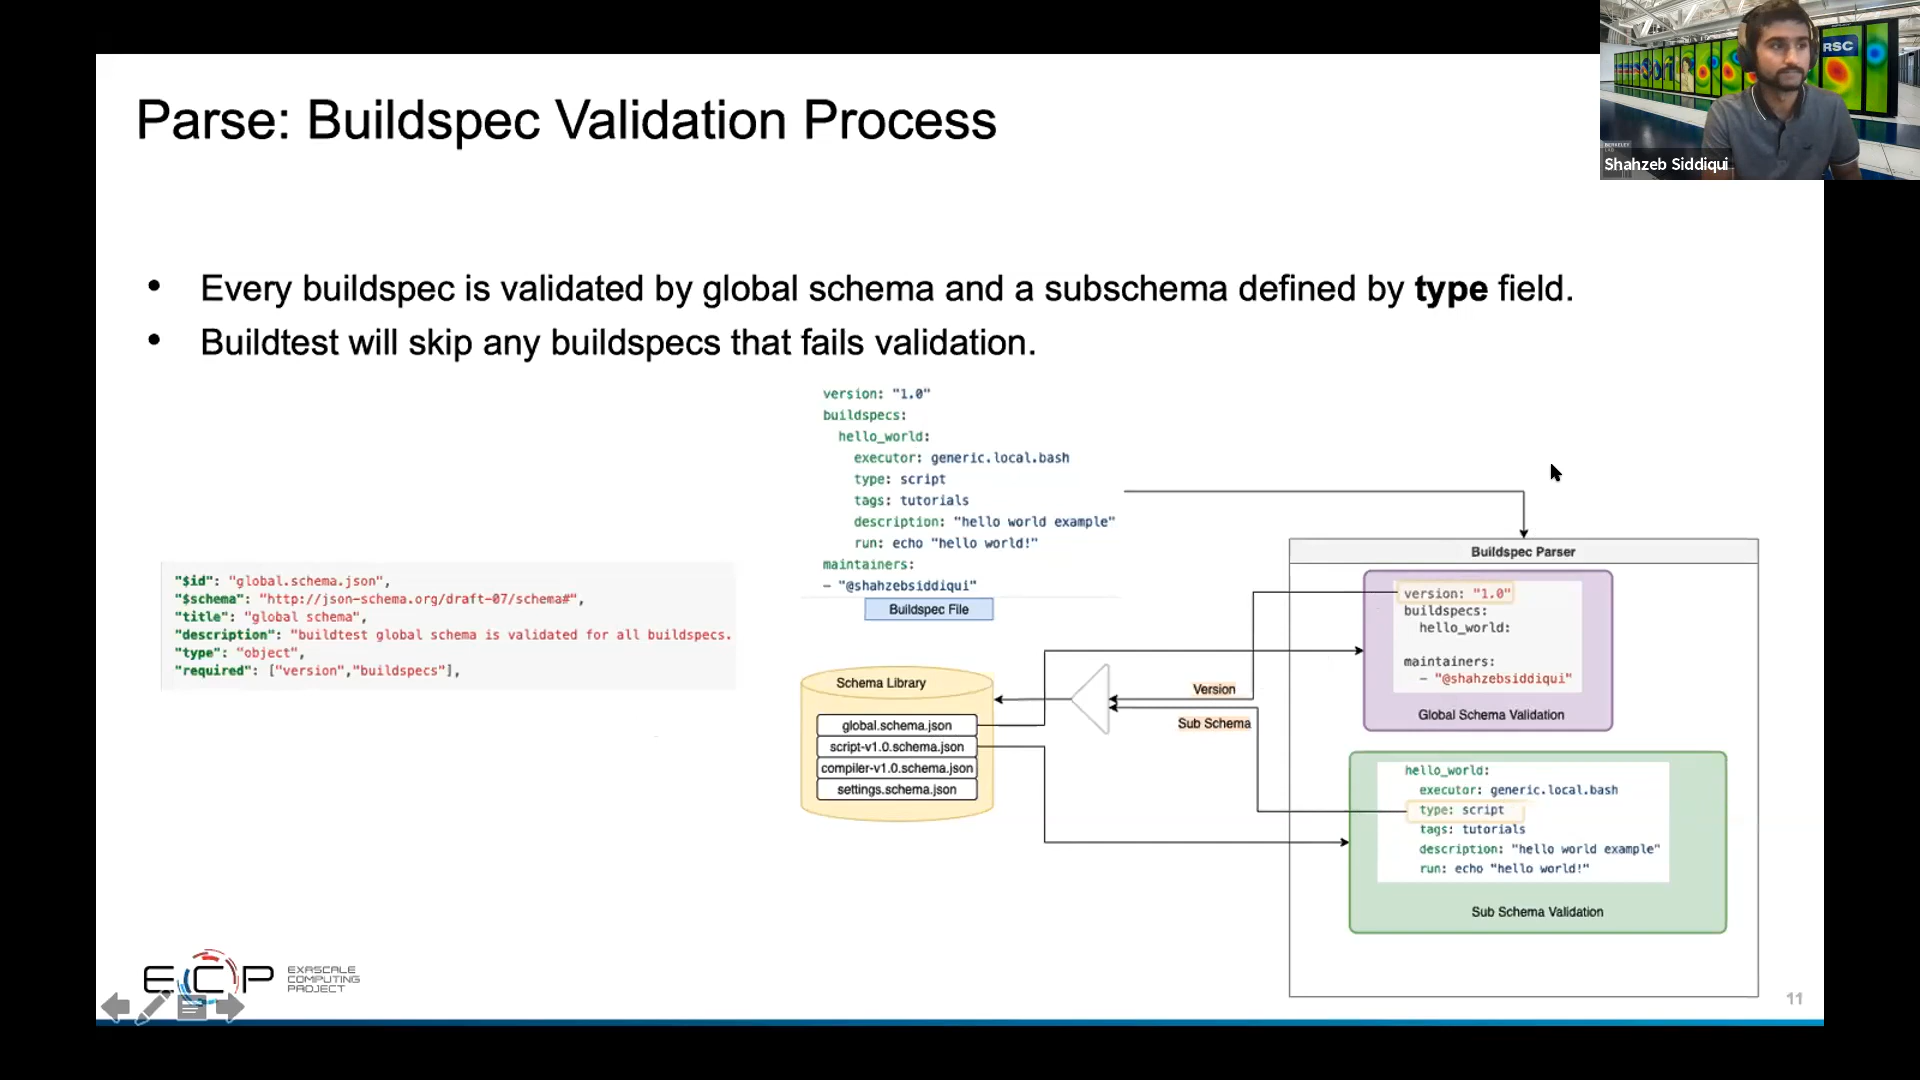 Parse: Buildspec Validation Process
RSC
BERKELEY
LAB
Shahzeb Siddiqui
• Every buildspec is validated by global schema and a subschema defined by type field.
• Buildtest will skip any buildspecs that fails validation.
version: "1.0"
buildspecs:
hello_world:
executor: generic.local.bash
type: script
tags: tutorials
description: "hello world example"
run: echo "hello world!"
maintainers:
- "@shahzebsiddiqui"
Buildspec File
"$id": "global.schema.json",
"$schema": "http://json-schema.org/draft-07/schema#",
"title": "global schema",
"description": "buildtest global schema is validated for all buildspecs.
"type": "object",
"required": ["version","buildspecs"],
Schema Library
global.schema.json
script-v1.0.schema.json
compiler-v1.0.schema.json
settings.schema.json
Version
Sub Schema
Buildspec Parser
version: "1.0"
buildspecs:
hello_world:
maintainers:
- "@shahzebsiddiqui"
Global Schema Validation
hello_world:
executor: generic.local.bash
type: script
tags: tutorials
description: "hello world example"
run: echo "hello world!"
Sub Schema Validation
ECP
EXASCALE
COMPUTING
PROJECT
11